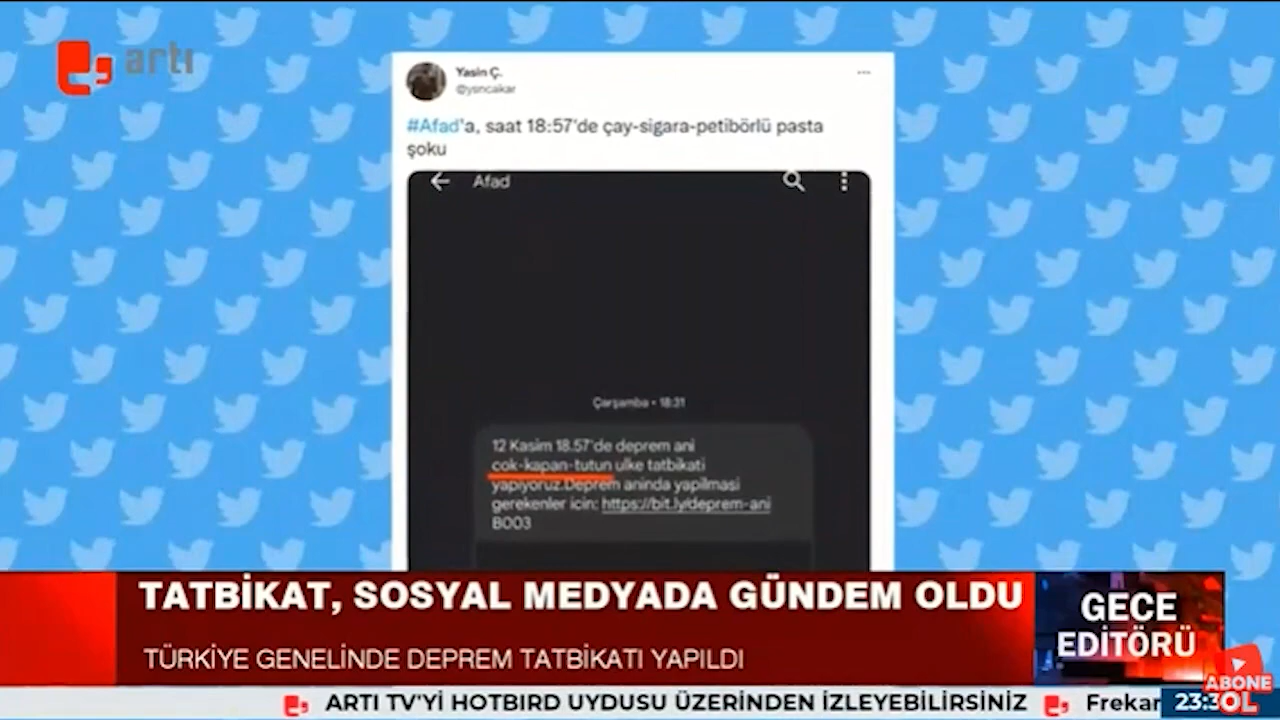 artı
Yasin Ç.
@ysncakar
#Afad'a, saat 18:57'de çay-sigara-petibörlü pasta
şoku
Afad
Çarşamba • 18:31
12 Kasim 18.57'de deprem ani
cok-kapan-tutun ulke tatbikati
yapiyoruz.Deprem aninda yapilmasi
gerekenler icin: https://bit.ly/deprem-ani
B003
TATBİKAT, SOSYAL MEDYADA GÜNDEM OLDU
TÜRKİYE GENELİNDE DEPREM TATBİKATI YAPILDI
GECE
EDİTÖRÜ
ABONE
OL
ARTI TV'Yİ HOTBIRD UYDUSU ÜZERİNDEN İZLEYEBİLİRSİNİZ
Frekan